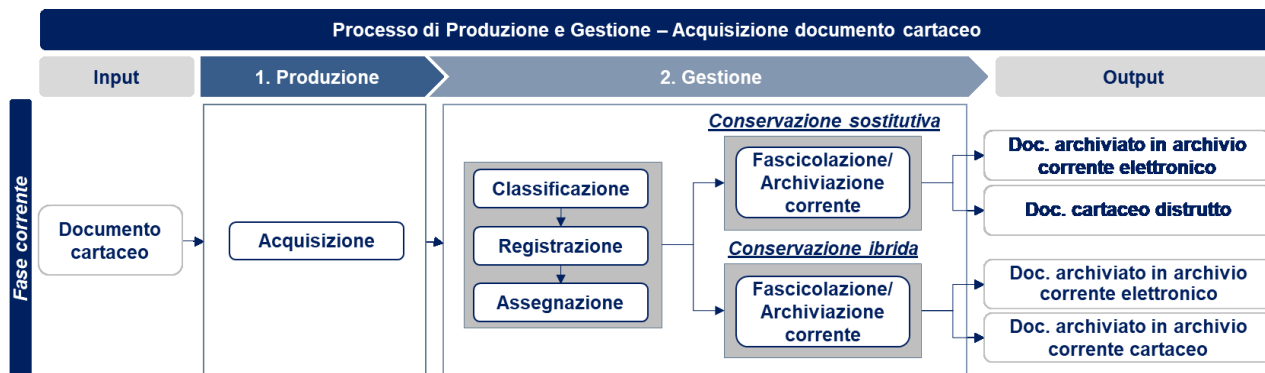 Processo di Produzione e Gestione – Acquisizione documento cartaceo
Input
1. Produzione
2. Gestione
Output
Fase corrente
Documento
cartaceo
Acquisizione
Classificazione
Registrazione
Assegnazione
Conservazione sostitutiva
Fascicolazione/
Archiviazione
corrente
Conservazione ibrida
Fascicolazione/
Archiviazione
corrente
Doc. archiviato in archivio
corrente elettronico
Doc. cartaceo distrutto
Doc. archiviato in archivio
corrente elettronico
Doc. archiviato in archivio
corrente cartaceo